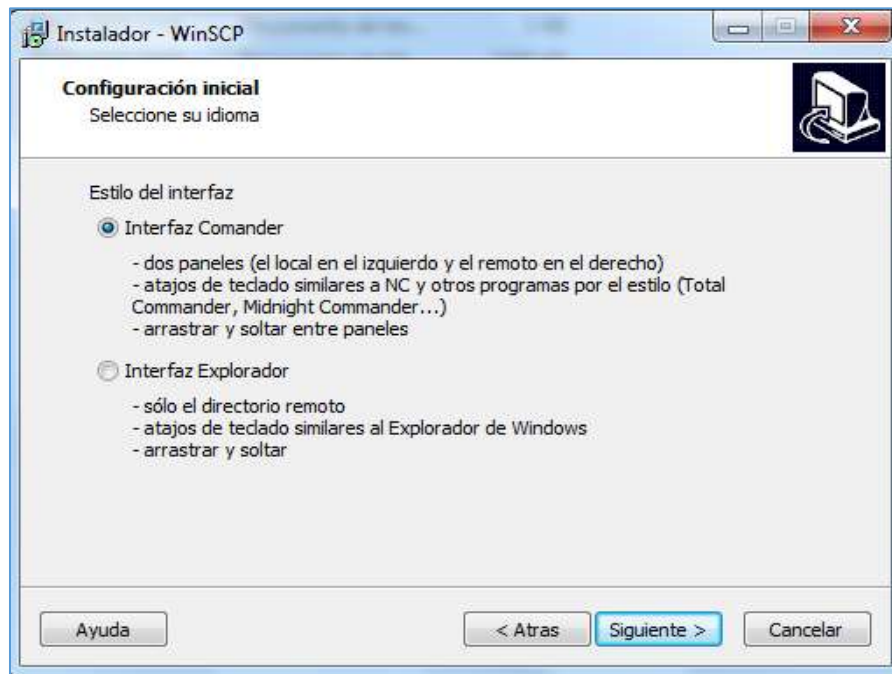 Instalador - WinSCP
Configuración inicial
Seleccione su idioma
Estilo del interfaz
Interfaz Comander
- dos paneles (el local en el izquierdo y el remoto en el derecho)
- atajos de teclado similares a NC y otros programas por el estilo (Total
Commander, Midnight Commander...)
- arrastrar y soltar entre paneles
Interfaz Explorador
- sólo el directorio remoto
- atajos de teclado similares al Explorador de Windows
- arrastrar y soltar
Ayuda
< Atras
Siguiente >
Cancelar